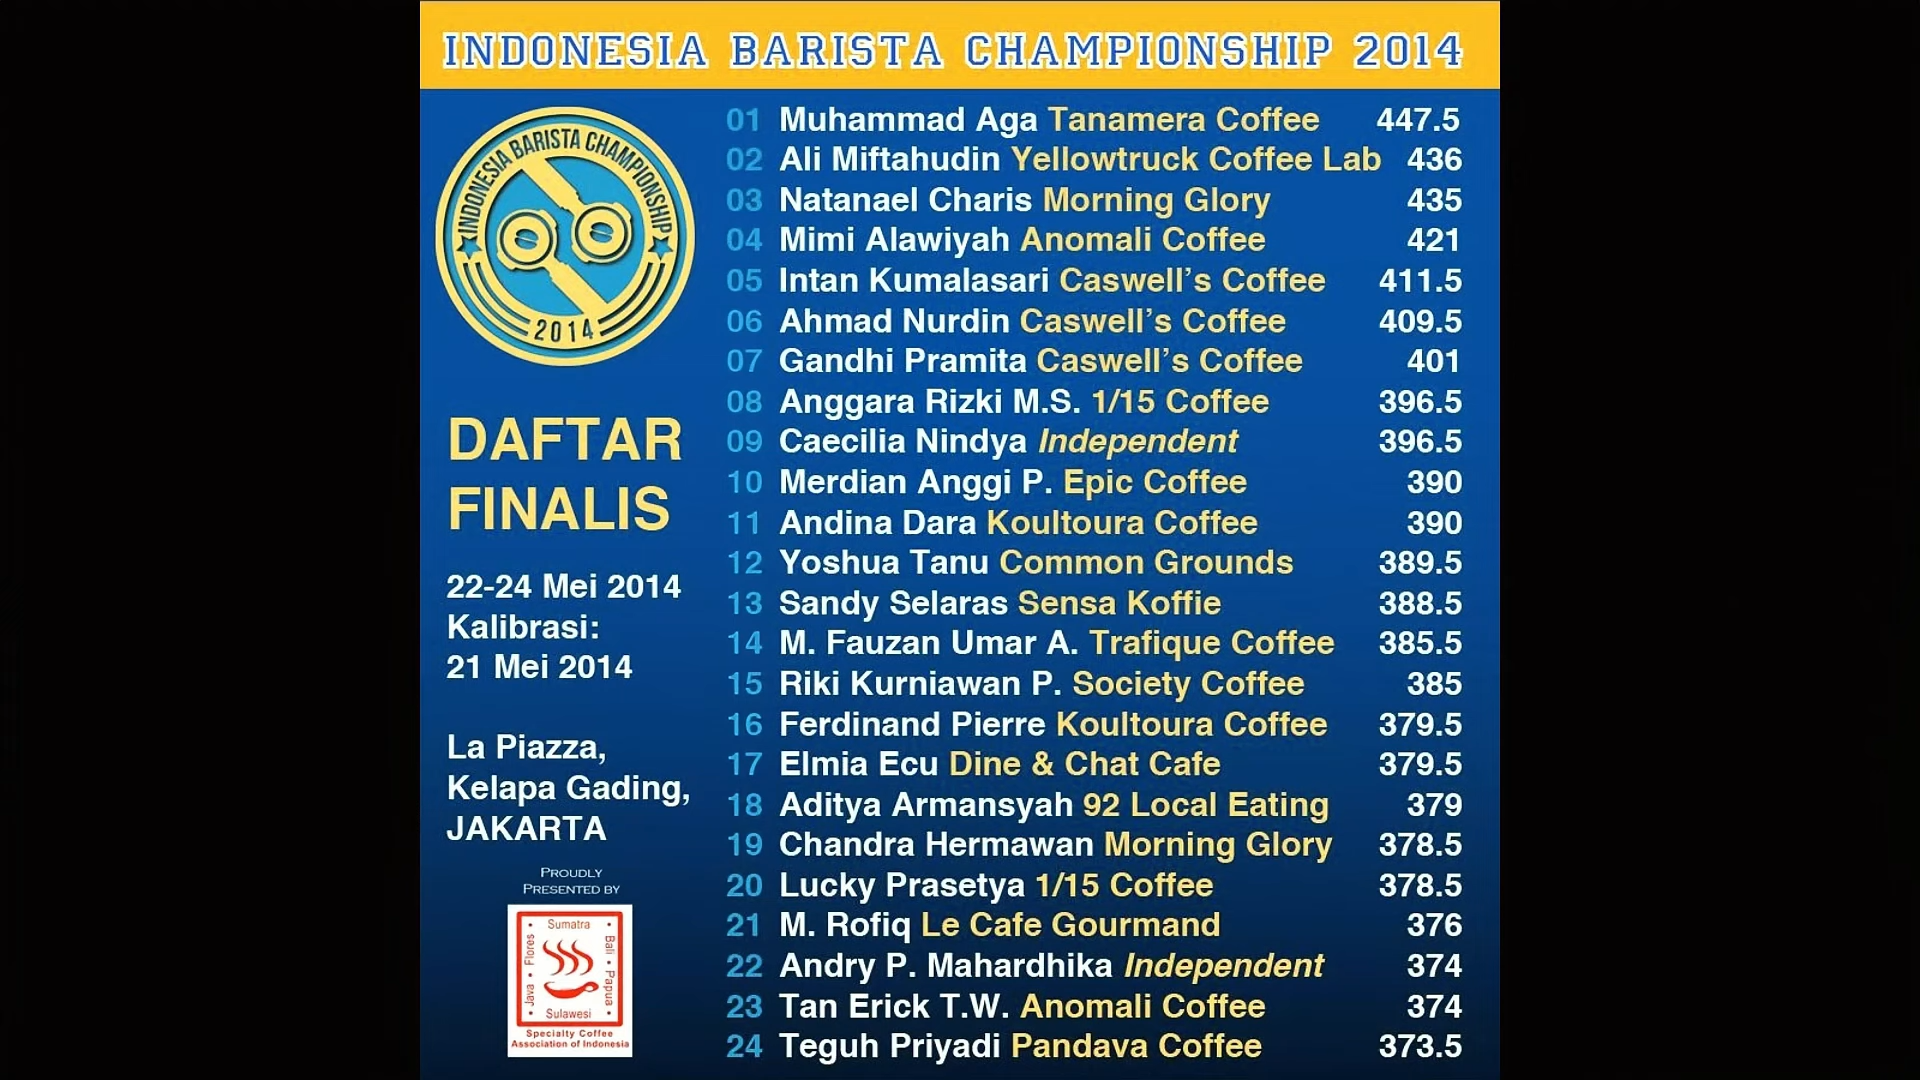 INDONESIA BARISTA CHAMPIONSHIP 2014
INDONESIA BARISTA CHAMPIONSHIP
2014
DAFTAR
FINALIS
22-24 Mei 2014
Kalibrasi:
21 Mei 2014
La Piazza,
Kelapa Gading,
JAKARTA
PROUDLY
PRESENTED BY
Sumatra
Flores
Java
Bali
Papua
Sulawesi
Specialty Coffee
Association of Indonesia
01 Muhammad Aga Tanamera Coffee 447.5
02 Ali Miftahudin Yellowtruck Coffee Lab 436
03 Natanael Charis Morning Glory 435
04 Mimi Alawiyah Anomali Coffee 421
05 Intan Kumalasari Caswell's Coffee 411.5
06 Ahmad Nurdin Caswell's Coffee 409.5
07 Gandhi Pramita Caswell's Coffee 401
08 Anggara Rizki M.S. 1/15 Coffee 396.5
09 Caecilia Nindya Independent 396.5
10 Merdian Anggi P. Epic Coffee 390
11 Andina Dara Koultoura Coffee 390
12 Yoshua Tanu Common Grounds 389.5
13 Sandy Selaras Sensa Koffie 388.5
14 M. Fauzan Umar A. Trafique Coffee 385.5
15 Riki Kurniawan P. Society Coffee 385
16 Ferdinand Pierre Koultoura Coffee 379.5
17 Elmia Ecu Dine & Chat Cafe 379.5
18 Aditya Armansyah 92 Local Eating 379
19 Chandra Hermawan Morning Glory 378.5
20 Lucky Prasetya 1/15 Coffee 378.5
21 M. Rofiq Le Cafe Gourmand 376
22 Andry P. Mahardhika Independent 374
23 Tan Erick T.W. Anomali Coffee 374
24 Teguh Priyadi Pandava Coffee 373.5